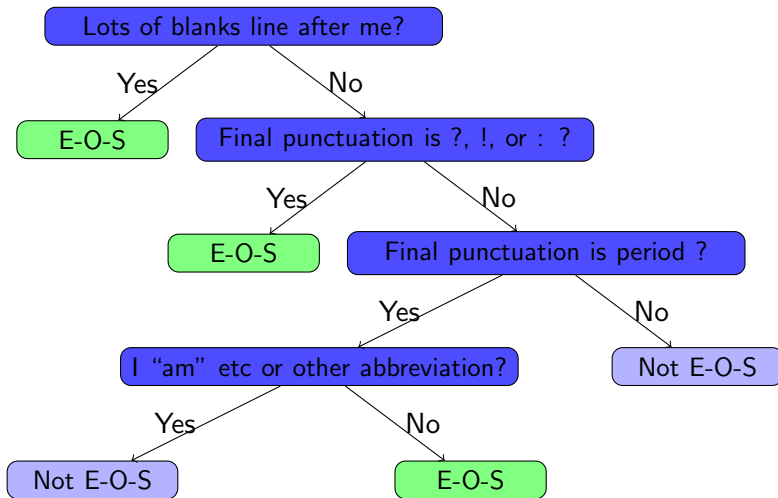 Lots of blanks line after me?
Yes
No
E-O-S
Final punctuation is ?, !, or : ?
Yes
No
E-O-S
Final punctuation is period ?
Yes
No
I “am” etc or other abbreviation?
Not E-O-S
Yes
No
Not E-O-S
E-O-S